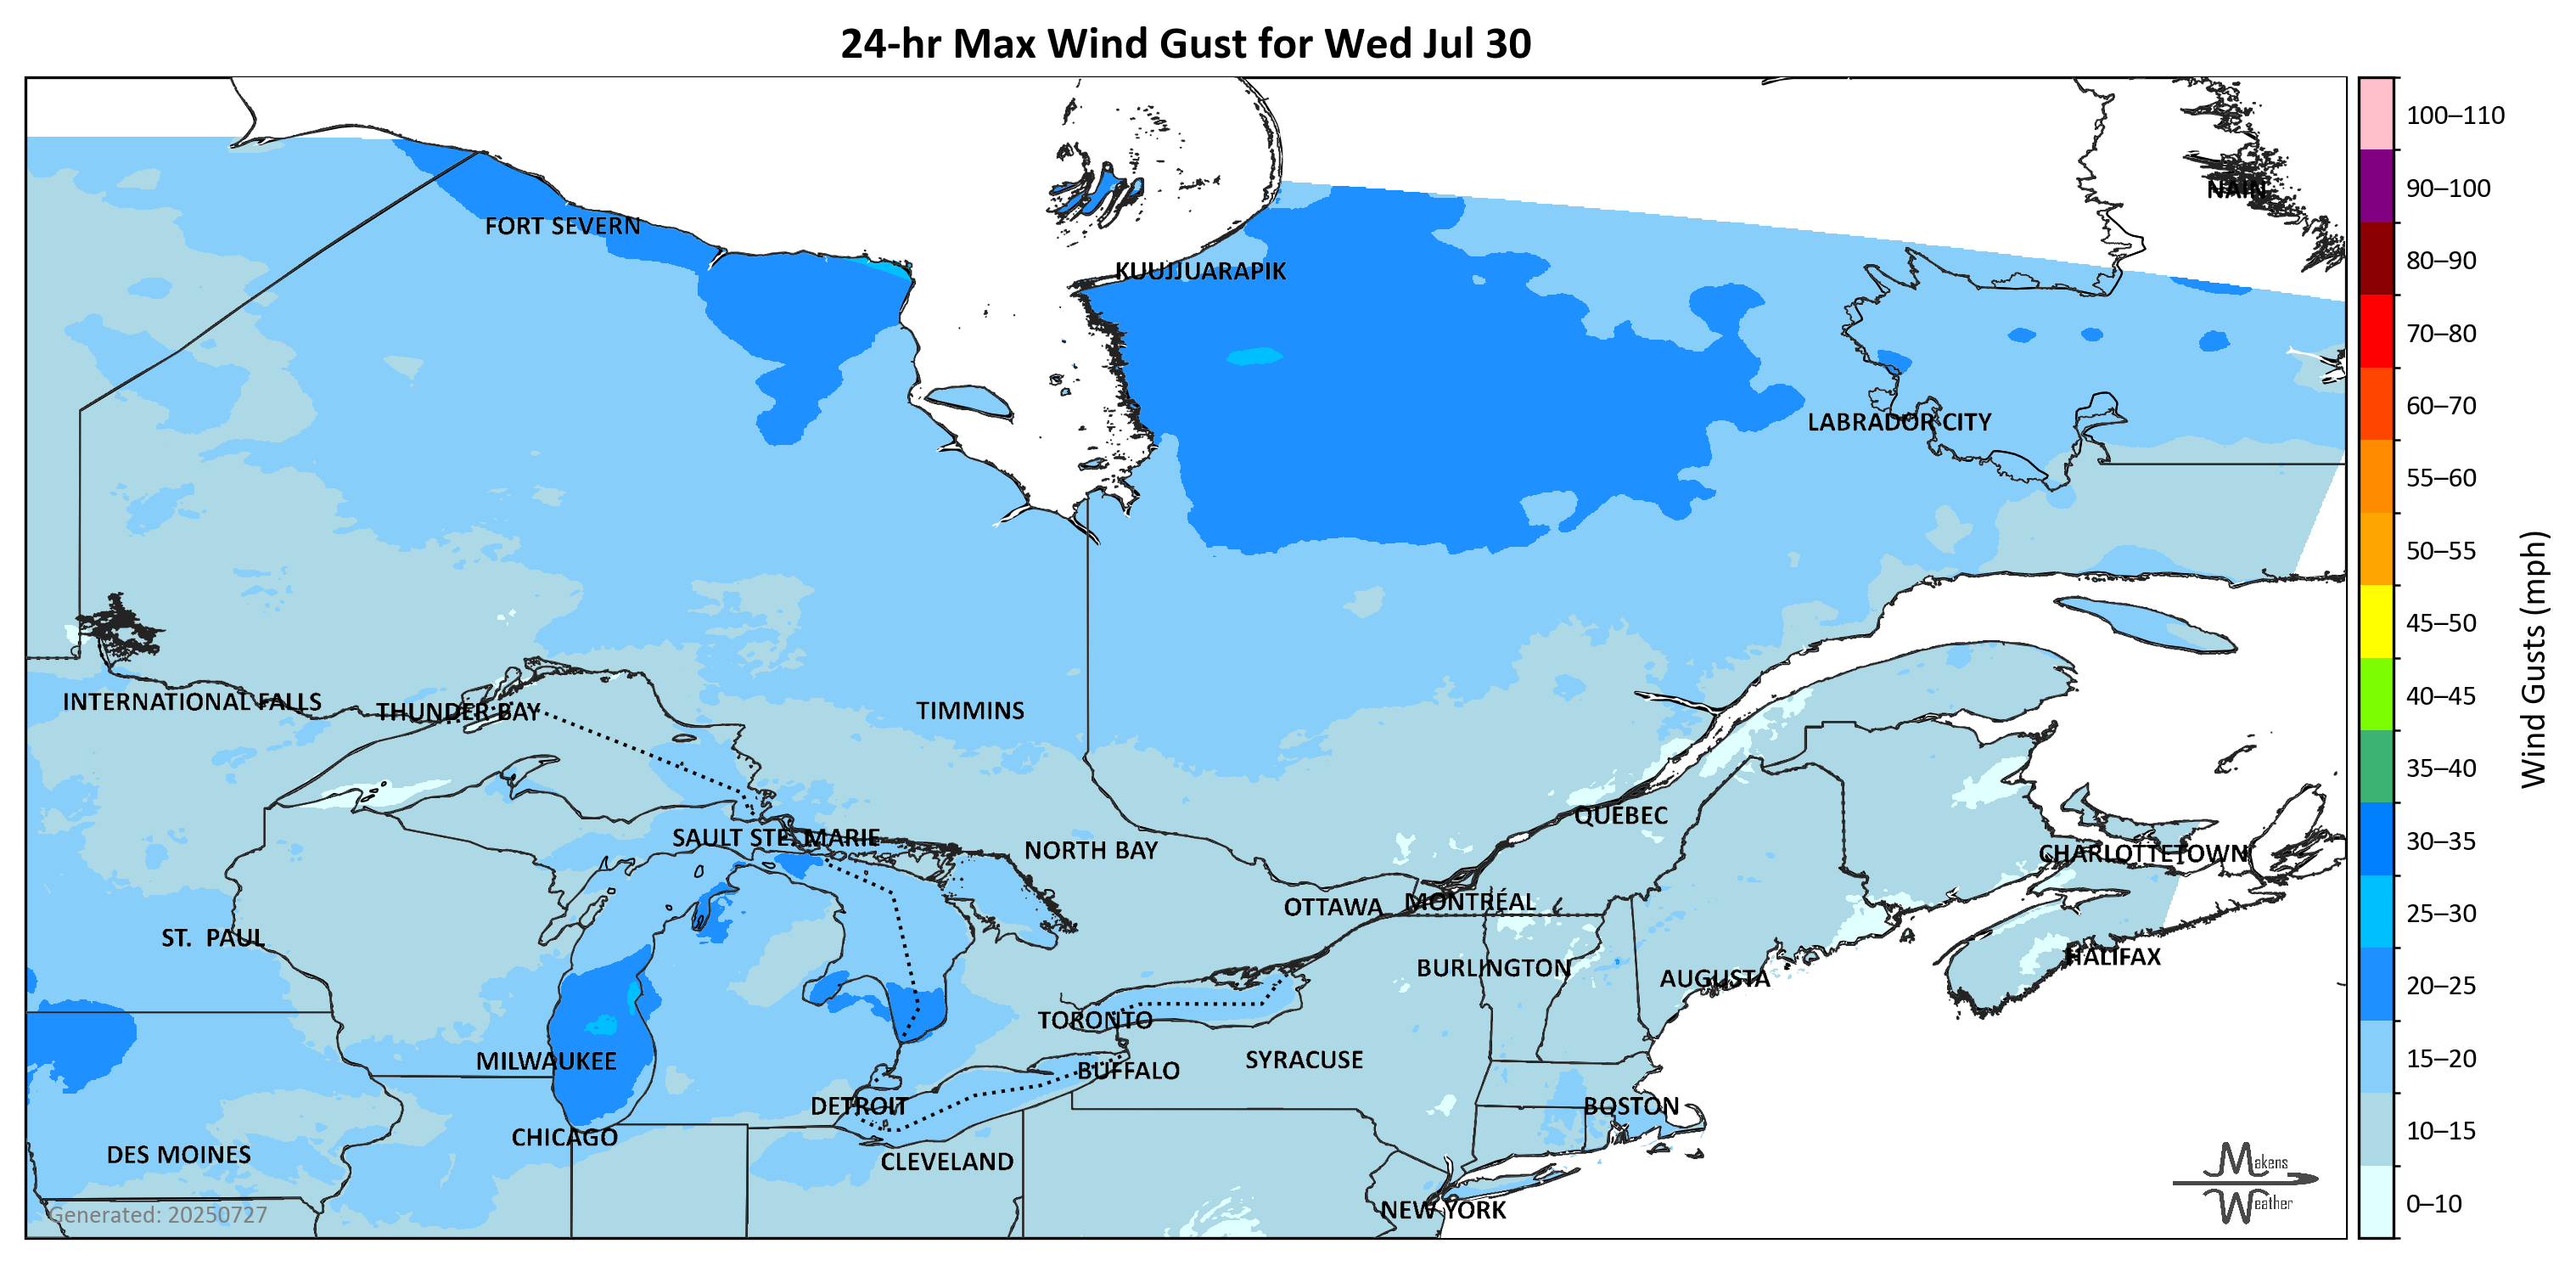 24-hr Max Wind Gust for Wed Jul 30
100–110
90–100
80–90
70–80
60–70
55–60
50–55
45–50
40–45
35–40
30–35
25–30
20–25
15–20
10–15
0–10
Wind Gusts (mph)
NAIN
FORT SEVERN
KUUJJUARAPIK
LABRADOR CITY
INTERNATIONAL FALLS
THUNDER BAY
TIMMINS
QUEBEC
SAULT STE. MARIE
NORTH BAY
CHARLOTTETOWN
OTTAWA
MONTRÉAL
ST. PAUL
HALIFAX
BURLINGTON
AUGUSTA
TORONTO
MILWAUKEE
SYRACUSE
BUFFALO
DETROIT
BOSTON
CHICAGO
DES MOINES
CLEVELAND
NEW YORK
Generated: 20250727
Makens
Weather